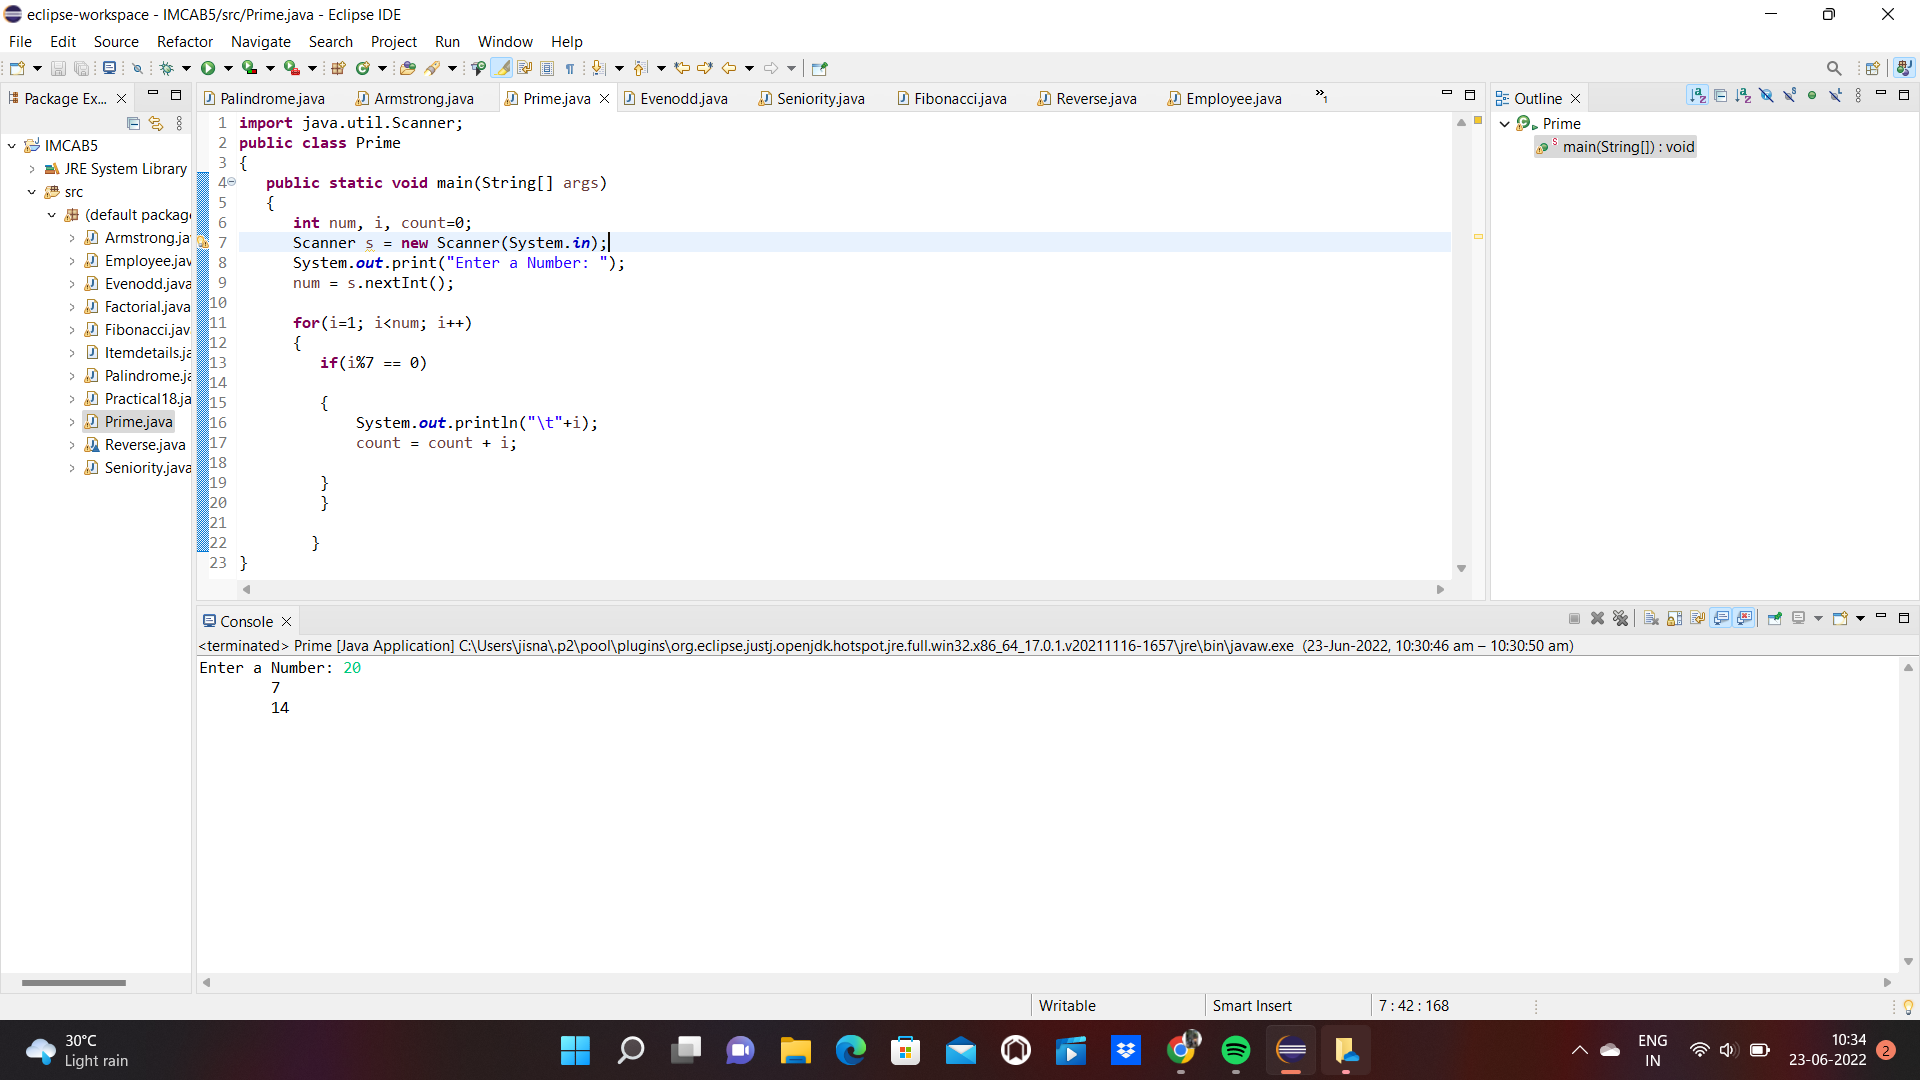 eclipse-workspace - IMCAB5/src/Prime.java - Eclipse IDE
File Edit Source Refactor Navigate Search Project Run Window Help
Package Ex...
Palindrome.java Armstrong.java Prime.java Evenodd.java Seniority.java Fibonacci.java Reverse.java Employee.java »1
Outline
IMCAB5
JRE System Library
src
(default package
Armstrong.ja
Employee.jav
Evenodd.java
Factorial.java
Fibonacci.jav
Itemdetails.ja
Palindrome.ja
Practical18.ja
Prime.java
Reverse.java
Seniority.java
1 import java.util.Scanner;
2 public class Prime
3 {
4 public static void main(String[] args)
5 {
6 int num, i, count=0;
7 Scanner s = new Scanner(System.in);
8 System.out.print("Enter a Number: ");
9 num = s.nextInt();
10
11 for(i=1; i<num; i++)
12 {
13 if(i%7 == 0)
14
15 {
16 System.out.println("\t"+i);
17 count = count + i;
18
19 }
20 }
21
22 }
23 }
Prime
main(String[]) : void
Console
<terminated> Prime [Java Application] C:\Users\jisna\.p2\pool\plugins\org.eclipse.justj.openjdk.hotspot.jre.full.win32.x86_64_17.0.1.v20211116-1657\jre\bin\javaw.exe (23-Jun-2022, 10:30:46 am – 10:30:50 am)
Enter a Number: 20
7
14
Writable Smart Insert 7 : 42 : 168
30°C
Light rain
ENG
IN
10:34
23-06-2022
2